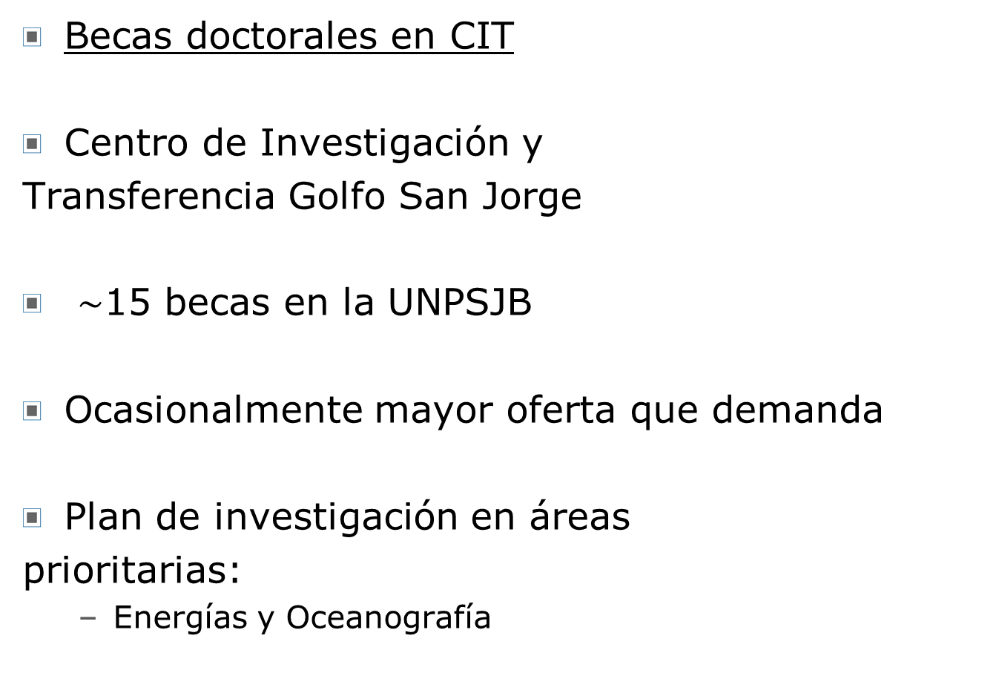 Becas doctorales en CIT
Centro de Investigación y
Transferencia Golfo San Jorge
~15 becas en la UNPSJB
Ocasionalmente mayor oferta que demanda
Plan de investigación en áreas
prioritarias:
– Energías y Oceanografía